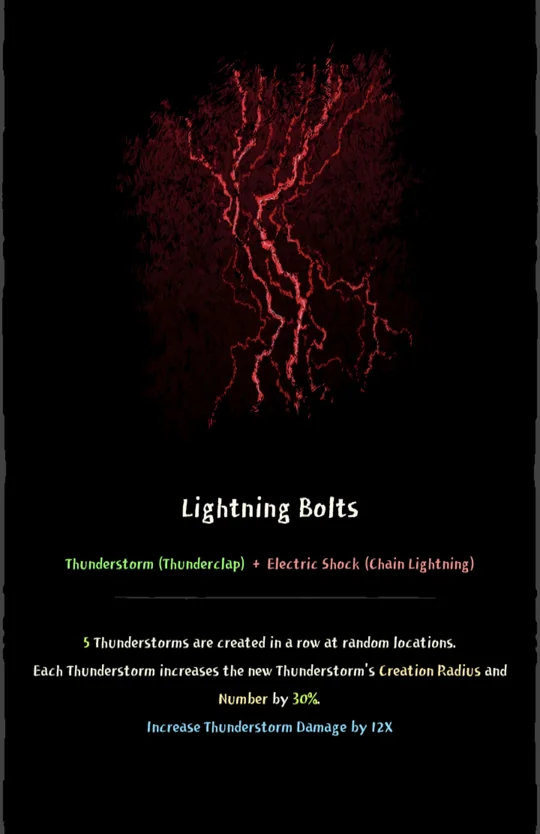 Lightning Bolts
Thunderstorm (Thunderclap) + Electric Shock (Chain Lightning)
5 Thunderstorms are created in a row at random locations.
Each Thunderstorm increases the new Thunderstorm's Creation Radius and
Number by 30%.
Increase Thunderstorm Damage by 12X